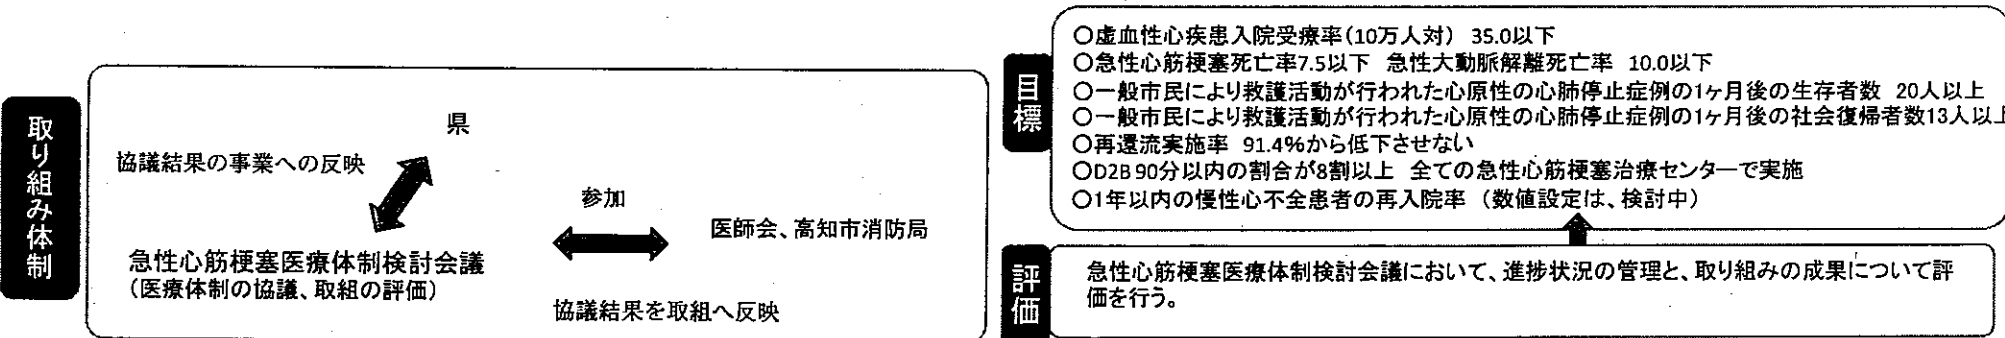 取り組み体制
県
協議結果の事業への反映
参加
医師会、高知市消防局
急性心筋梗塞医療体制検討会議
（医療体制の協議、取組の評価）
協議結果を取組へ反映
目標
〇虚血性心疾患入院受療率（10万人対） 35.0以下
〇急性心筋梗塞死亡率7.5以下 急性大動脈解離死亡率 10.0以下
〇一般市民により救護活動が行われた心原性の心肺停止症例の1ヶ月後の生存者数 20人以上
〇一般市民により救護活動が行われた心原性の心肺停止症例の1ヶ月後の社会復帰者数13人以上
〇再還流実施率 91.4%から低下させない
〇D2B 90分以内の割合が8割以上 全ての急性心筋梗塞治療センターで実施
〇1年以内の慢性心不全患者の再入院率 （数値設定は、検討中）
評価
急性心筋梗塞医療体制検討会議において、進捗状況の管理と、取り組みの成果について評
価を行う。